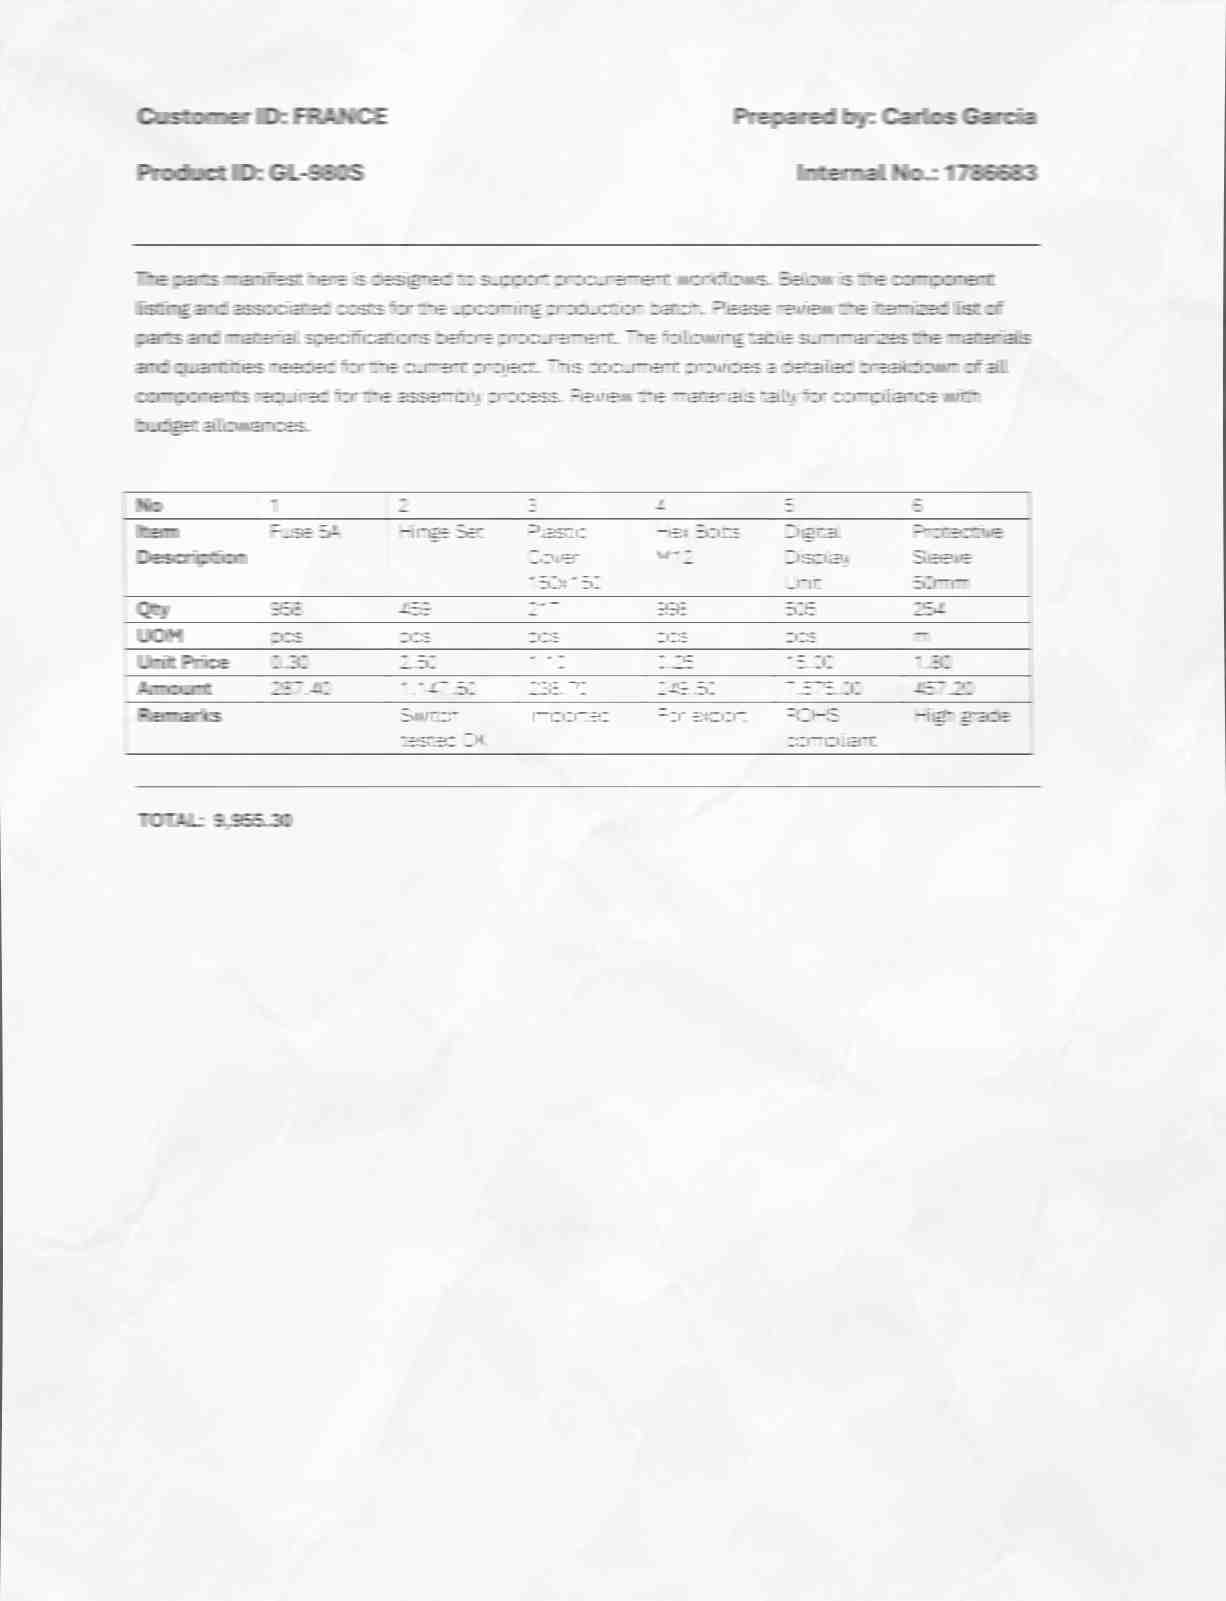 Customer ID: FRANCE Prepared by: Carlos Garcia
Product ID: GL-980S Internal No.: 1786683
The parts manifest here is designed to support procurement workflows. Below is the component
listing and associated costs for the upcoming production batch. Please review the itemized list of
parts and material specifications before procurement. The following table summarizes the materials
and quantities needed for the current project. This document provides a detailed breakdown of all
components required for the assembly process. Review the materials tally for compliance with
budget allowances.
No 1 2 3 4 5 6
Item Fuse 5A Hinge Set Plastic Hex Bolts Digital Protective
Description Cover M12 Display Sleeve
150x150 Unit 50mm
Qty 958 459 217 998 505 254
UOM pcs pcs pcs pcs pcs m
Unit Price 0.30 2.50 1.10 0.25 15.00 1.80
Amount 287.40 1,147.50 238.70 249.50 7,575.00 457.20
Remarks Switch Imported For export ROHS High grade
tested OK compliant
TOTAL: 9,955.30